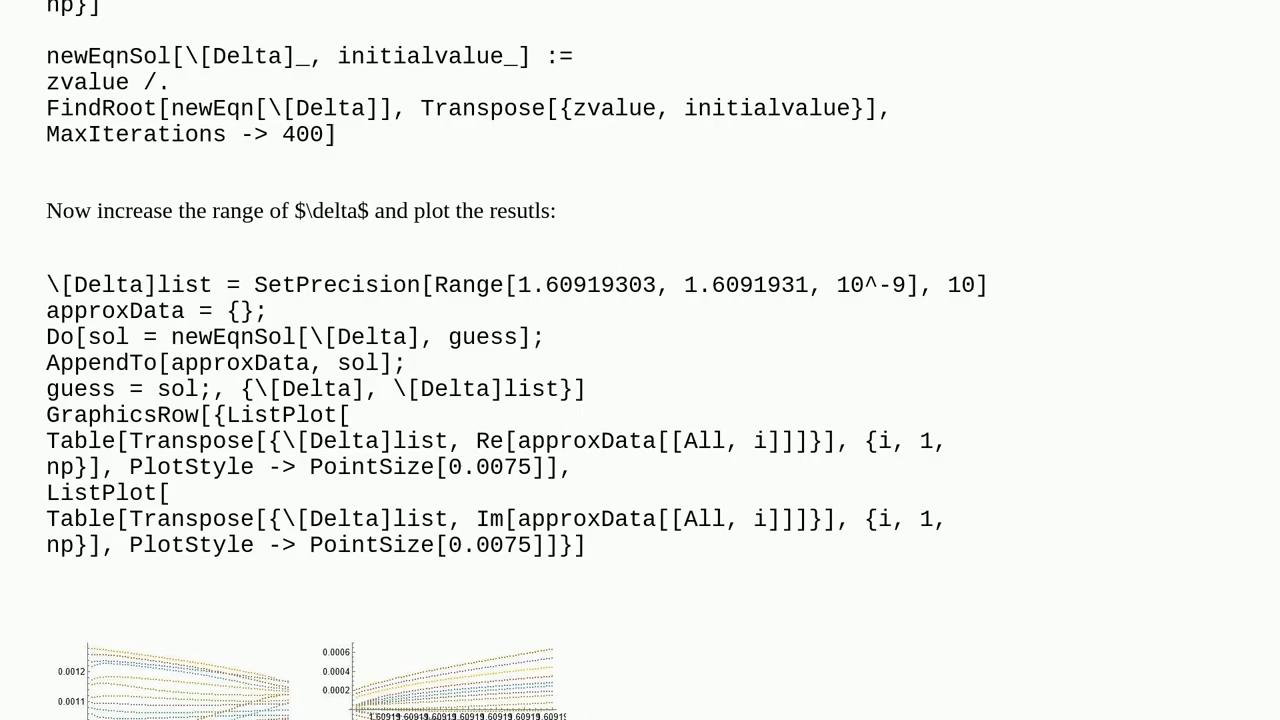 np}]
newEqnSol[\[Delta]_, initialvalue_] :=
zvalue /.
FindRoot[newEqn[\[Delta]], Transpose[{zvalue, initialvalue}],
MaxIterations -> 400]
Now increase the range of $\delta$ and plot the resutls:
\[Delta]list = SetPrecision[Range[1.60919303, 1.6091931, 10^-9], 10]
approxData = {};
Do[sol = newEqnSol[\[Delta], guess];
AppendTo[approxData, sol];
guess = sol;, {\[Delta], \[Delta]list}]
GraphicsRow[{ListPlot[
Table[Transpose[{\[Delta]list, Re[approxData[[All, i]]]}], {i, 1,
np}], PlotStyle -> PointSize[0.0075]],
ListPlot[
Table[Transpose[{\[Delta]list, Im[approxData[[All, i]]]}], {i, 1,
np}], PlotStyle -> PointSize[0.0075]]}]
0.0012
0.0011
0.0006
0.0004
0.0002